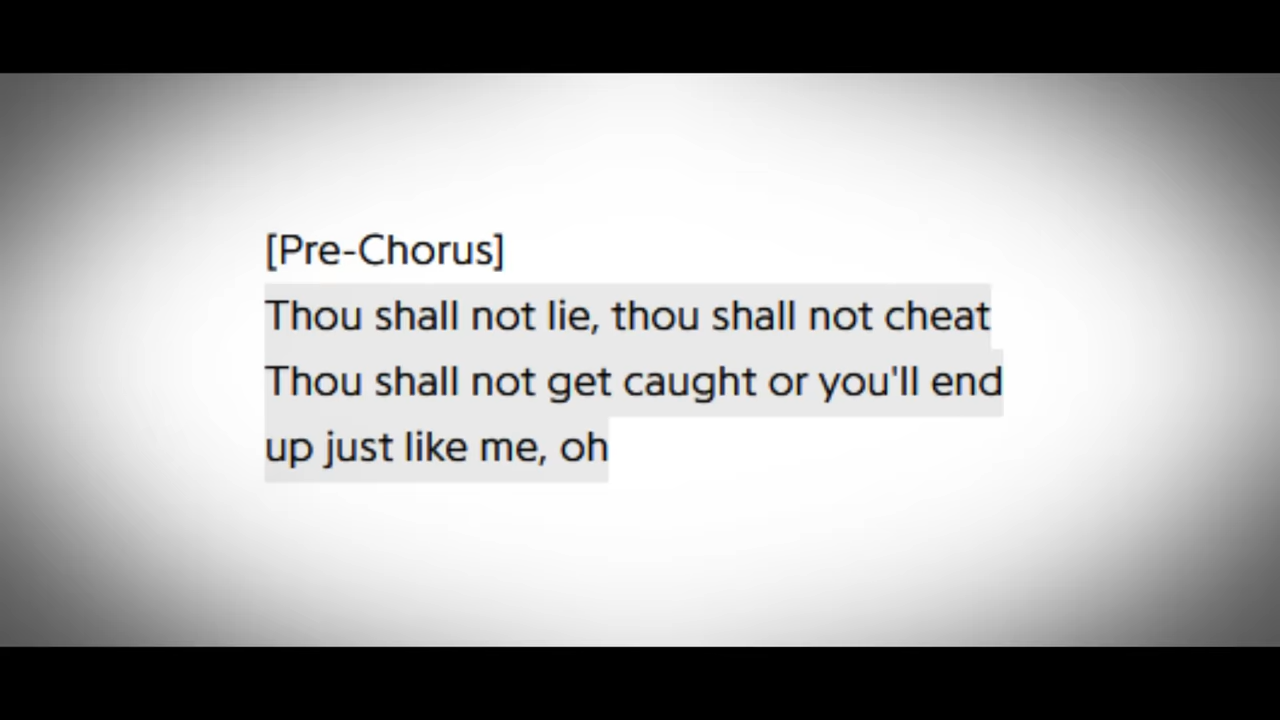 [Pre-Chorus]
Thou shall not lie, thou shall not cheat
Thou shall not get caught or you'll end
up just like me, oh